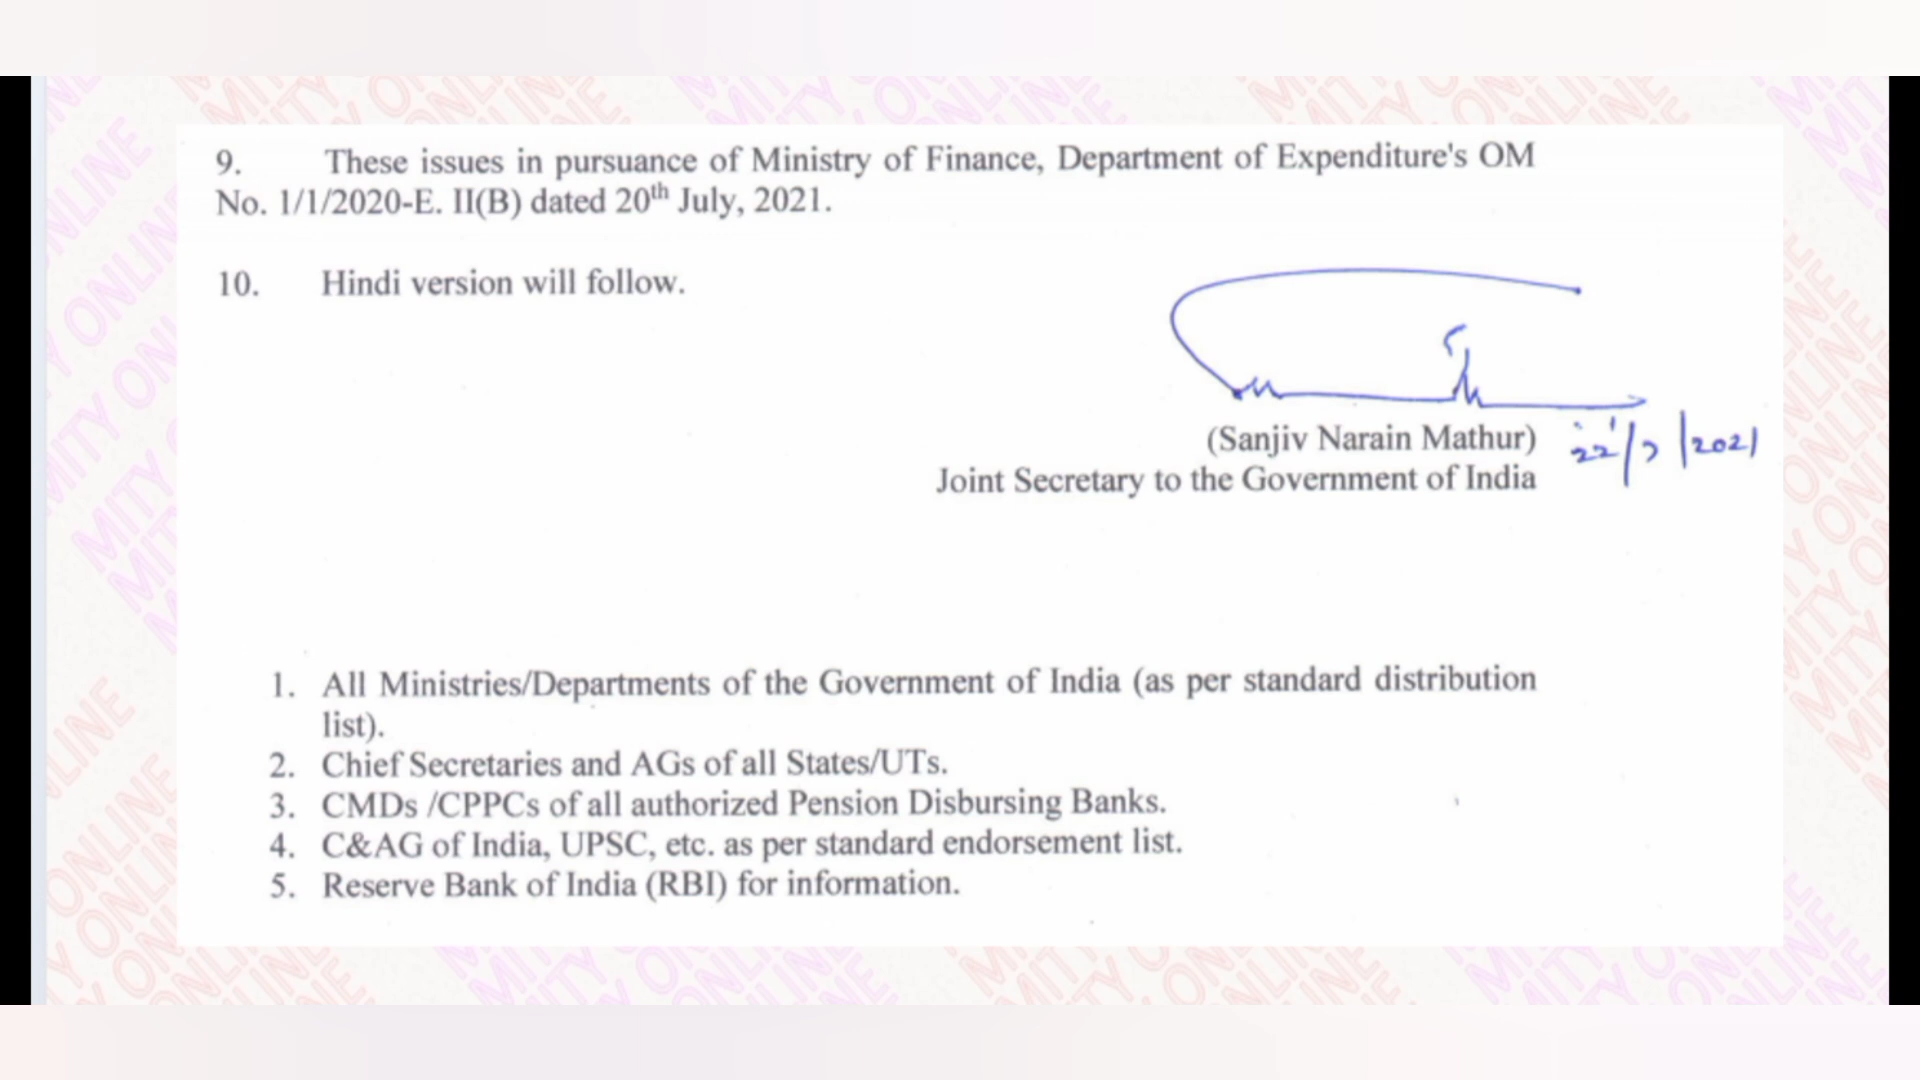 9. These issues in pursuance of Ministry of Finance, Department of Expenditure's OM
No. 1/1/2020-E. II(B) dated 20th July, 2021.
10. Hindi version will follow.
(Sanjiv Narain Mathur)
22/7/2021
Joint Secretary to the Government of India
1. All Ministries/Departments of the Government of India (as per standard distribution
list).
2. Chief Secretaries and AGs of all States/UTs.
3. CMDs /CPPCs of all authorized Pension Disbursing Banks.
4. C&AG of India, UPSC, etc. as per standard endorsement list.
5. Reserve Bank of India (RBI) for information.
MITY ONLINE